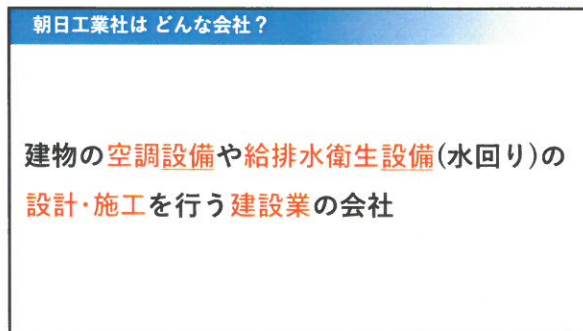 朝日工業社は どんな会社？
建物の空調設備や給排水衛生設備(水回り)の
設計･施工を行う建設業の会社